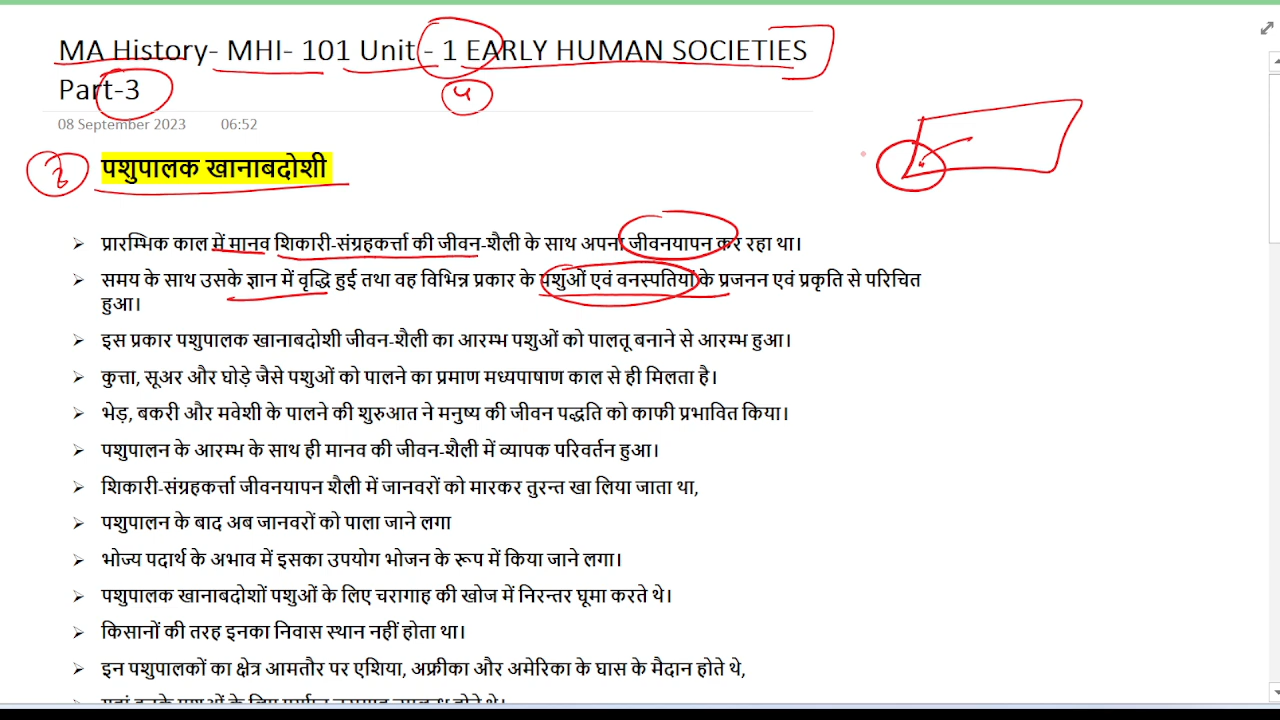 MA History- MHI- 101 Unit - 1 EARLY HUMAN SOCIETIES
Part-3
4
08 September 2023 06:52
3 पशुपालक खानाबदोशी
प्रारम्भिक काल में मानव शिकारी-संग्रहकर्त्ता की जीवन-शैली के साथ अपना जीवनयापन कर रहा था।
समय के साथ उसके ज्ञान में वृद्धि हुई तथा वह विभिन्न प्रकार के पशुओं एवं वनस्पतियां के प्रजनन एवं प्रकृति से परिचित
हुआ।
इस प्रकार पशुपालक खानाबदोशी जीवन-शैली का आरम्भ पशुओं को पालतू बनाने से आरम्भ हुआ।
कुत्ता, सूअर और घोड़े जैसे पशुओं को पालने का प्रमाण मध्यपाषाण काल से ही मिलता है।
भेड़, बकरी और मवेशी के पालने की शुरुआत ने मनुष्य की जीवन पद्धति को काफी प्रभावित किया।
पशुपालन के आरम्भ के साथ ही मानव की जीवन-शैली में व्यापक परिवर्तन हुआ।
शिकारी-संग्रहकर्त्ता जीवनयापन शैली में जानवरों को मारकर तुरन्त खा लिया जाता था,
पशुपालन के बाद अब जानवरों को पाला जाने लगा
भोज्य पदार्थ के अभाव में इसका उपयोग भोजन के रूप में किया जाने लगा।
पशुपालक खानाबदोशों पशुओं के लिए चरागाह की खोज में निरन्तर घूमा करते थे।
किसानों की तरह इनका निवास स्थान नहीं होता था।
इन पशुपालकों का क्षेत्र आमतौर पर एशिया, अफ्रीका और अमेरिका के घास के मैदान होते थे,